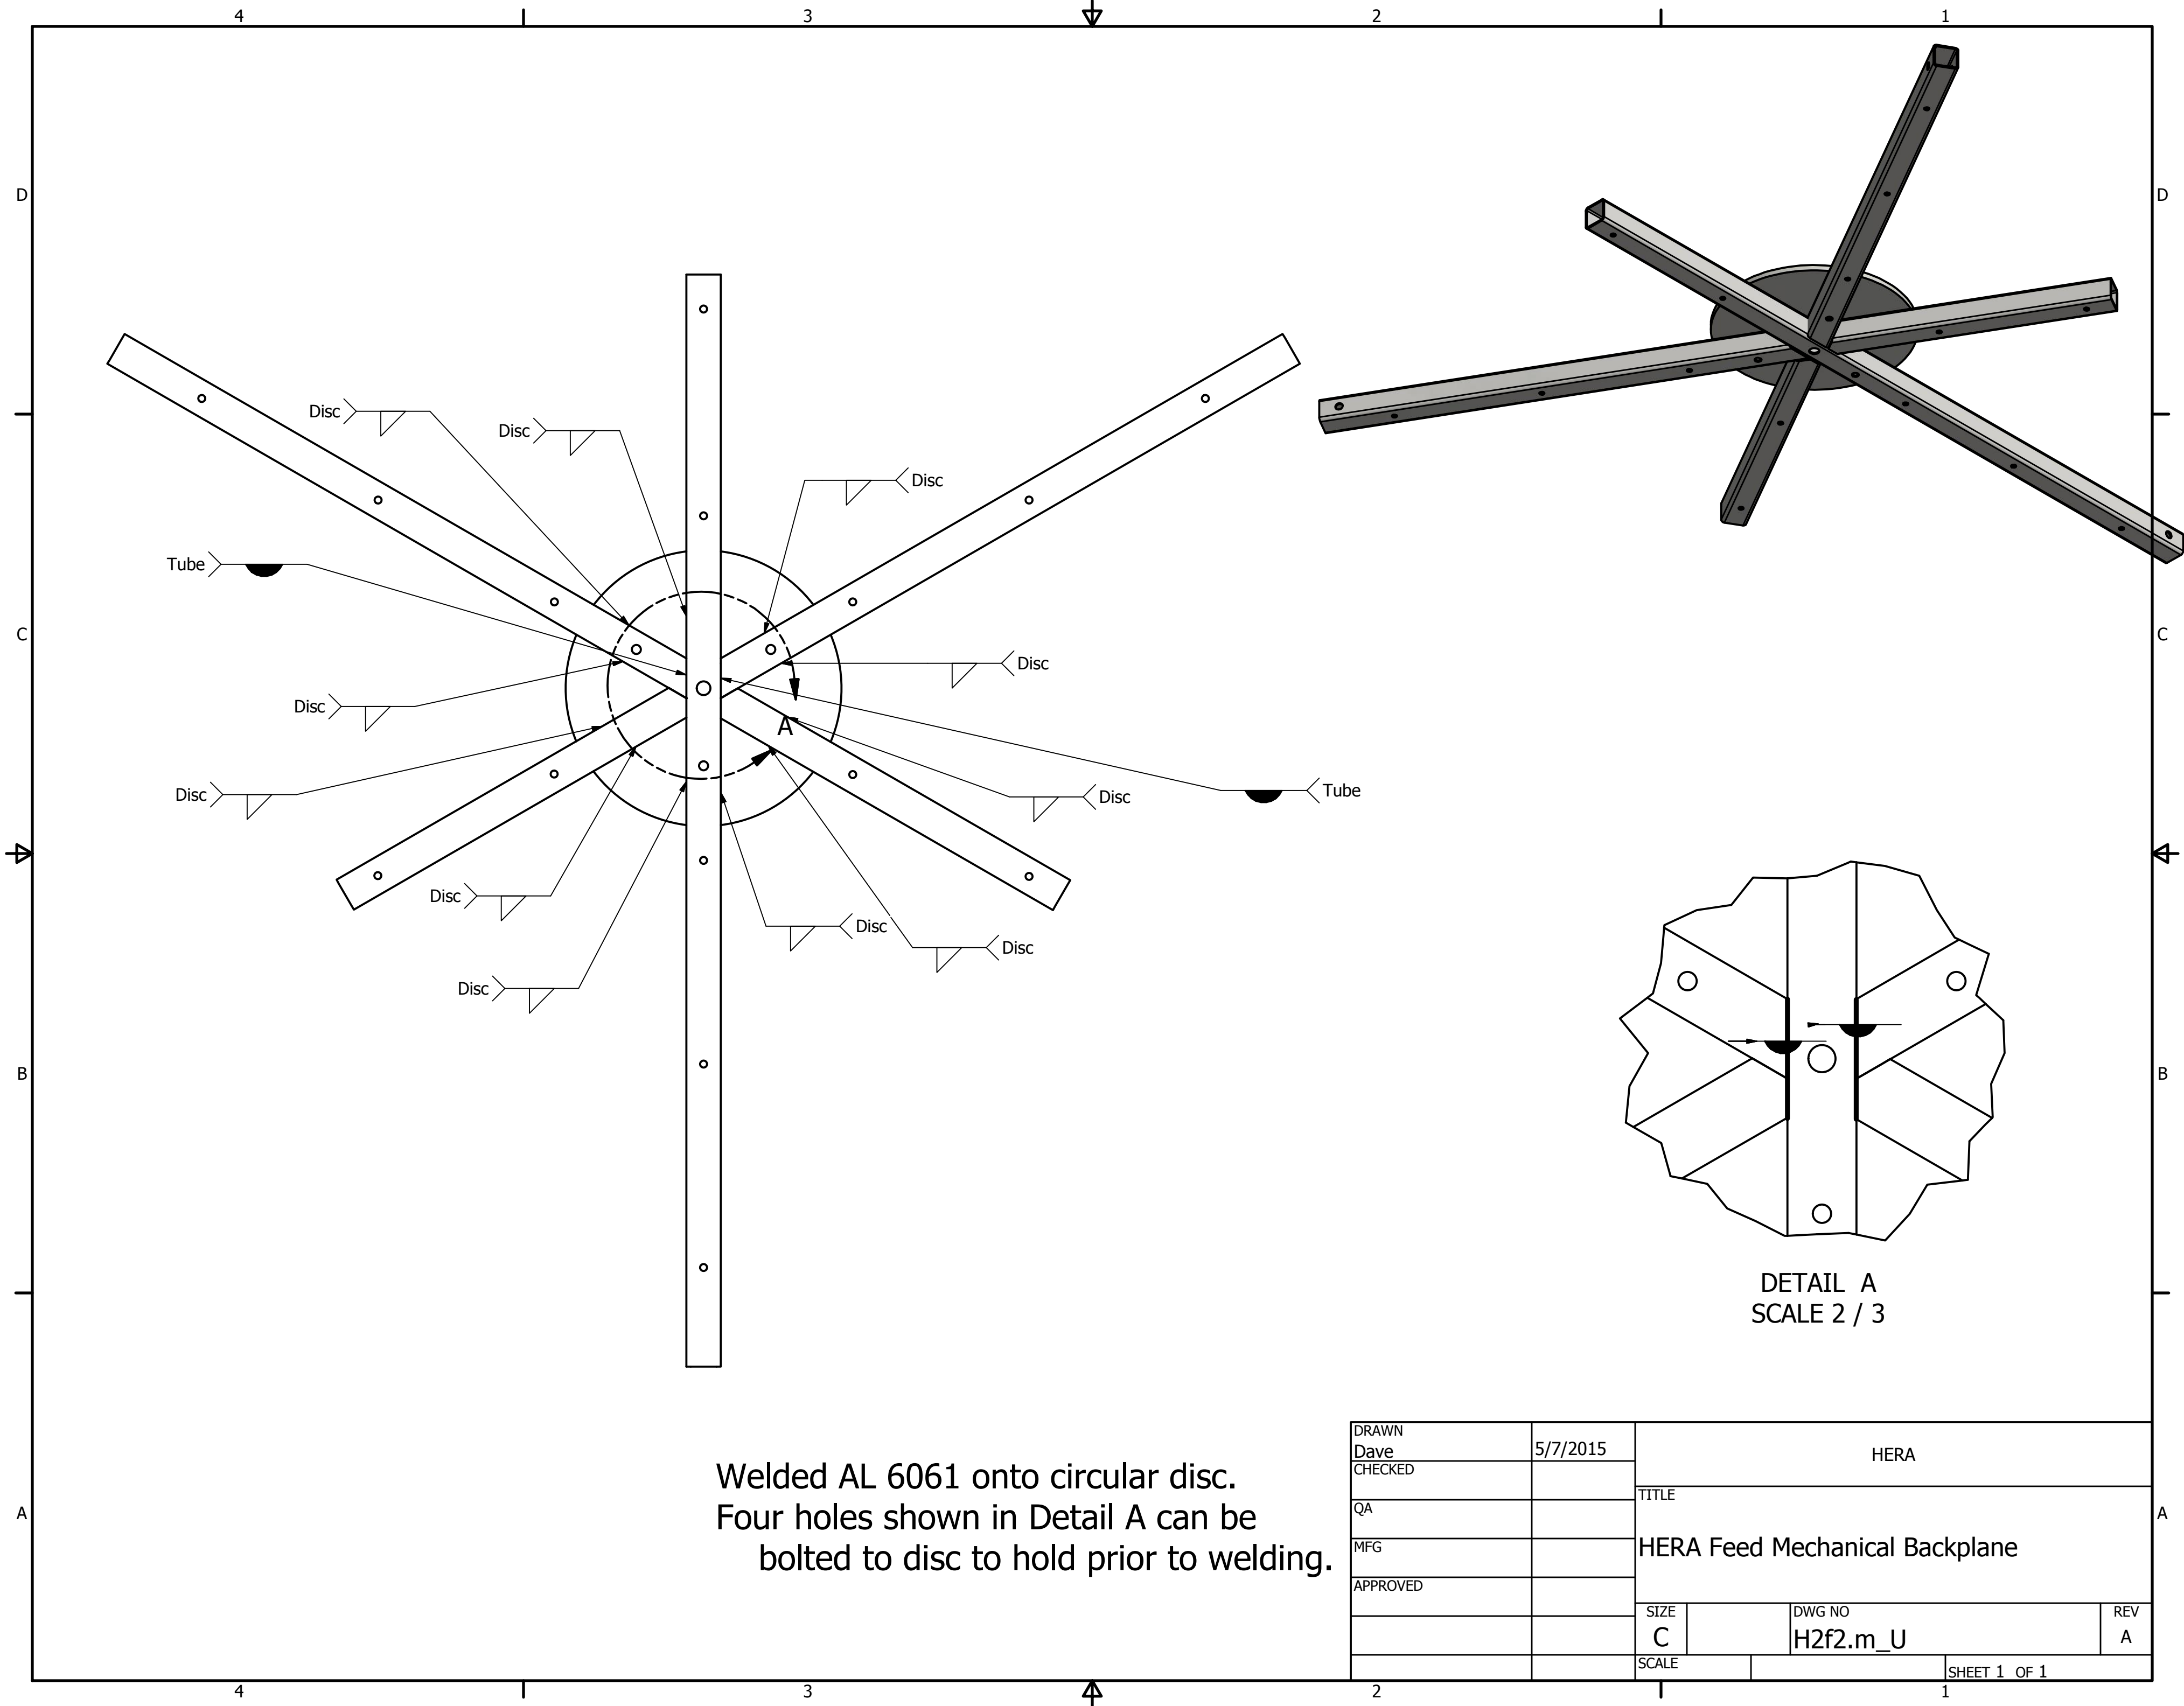 4 3 2 1
D D
Disc
Disc
Disc
Tube
C C
Disc
Disc
A
Disc
Tube
Disc
Disc
Disc
Disc
Disc
Disc
B B
DETAIL A
SCALE 2 / 3
Welded AL 6061 onto circular disc.
Four holes shown in Detail A can be
bolted to disc to hold prior to welding.
A A
DRAWN
Dave 5/7/2015
CHECKED
QA
MFG
APPROVED
HERA
TITLE
HERA Feed Mechanical Backplane
SIZE
C
DWG NO
H2f2.m_U
REV
A
SCALE
SHEET 1 OF 1
4 3 2 1